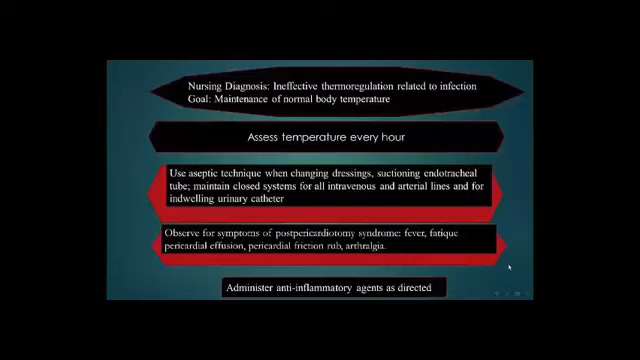 Nursing Diagnosis: Ineffective thermoregulation related to infection
Goal: Maintenance of normal body temperature
Assess temperature every hour
Use aseptic technique when changing dressings, suctioning endotracheal
tube; maintain closed systems for all intravenous and arterial lines and for
indwelling urinary catheter
Observe for symptoms of postpericardiotomy syndrome: fever, fatique
pericardial effusion, pericardial friction rub, arthralgia.
Administer anti-inflammatory agents as directed